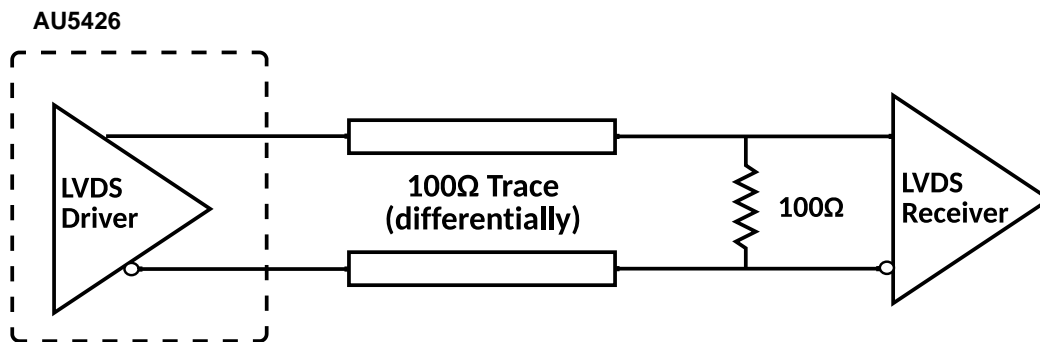 AU5426
LVDS
Driver
100Ω Trace
(differentially)
100Ω
LVDS
Receiver